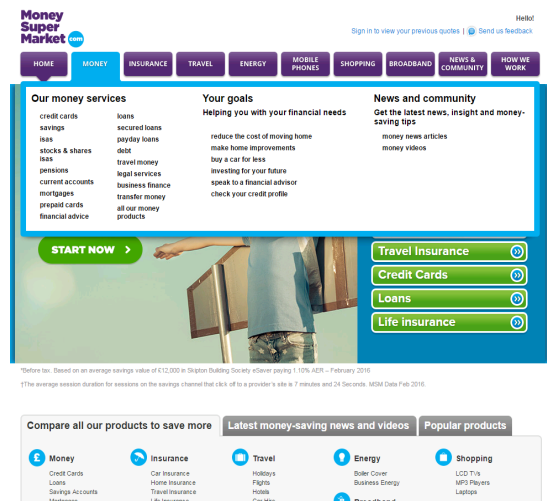 Money
Super
Market com
Hello!
Sign in to view your previous quotes | Send us feedback
HOME
MONEY
INSURANCE
TRAVEL
ENERGY
MOBILE
PHONES
SHOPPING
BROADBAND
NEWS &
COMMUNITY
HOW WE
WORK
Our money services
credit cards
savings
isas
stocks & shares
isas
pensions
current accounts
mortgages
prepaid cards
financial advice
loans
secured loans
payday loans
debt
travel money
legal services
business finance
transfer money
all our money
products
Your goals
Helping you with your financial needs
reduce the cost of moving home
make home improvements
buy a car for less
investing for your future
speak to a financial advisor
check your credit profile
News and community
Get the latest news, insight and money-
saving tips
money news articles
money videos
START NOW
Travel Insurance
Credit Cards
Loans
Life insurance
*Before tax. Based on an average savings value of £12,000 in Skipton Building Society eSaver paying 1.10% AER – February 2016
†The average session duration for sessions on the savings channel that click off to a provider's site is 7 minutes and 24 Seconds. MSM Data Feb 2016.
Compare all our products to save more
Latest money-saving news and videos
Popular products
£ Money
Credit Cards
Loans
Savings Accounts
Mortgages
Insurance
Car Insurance
Home Insurance
Travel Insurance
Life Insurance
Travel
Holidays
Flights
Hotels
Car Hire
Energy
Boiler Cover
Business Energy
Broadband
Shopping
LCD TVs
MP3 Players
Laptops